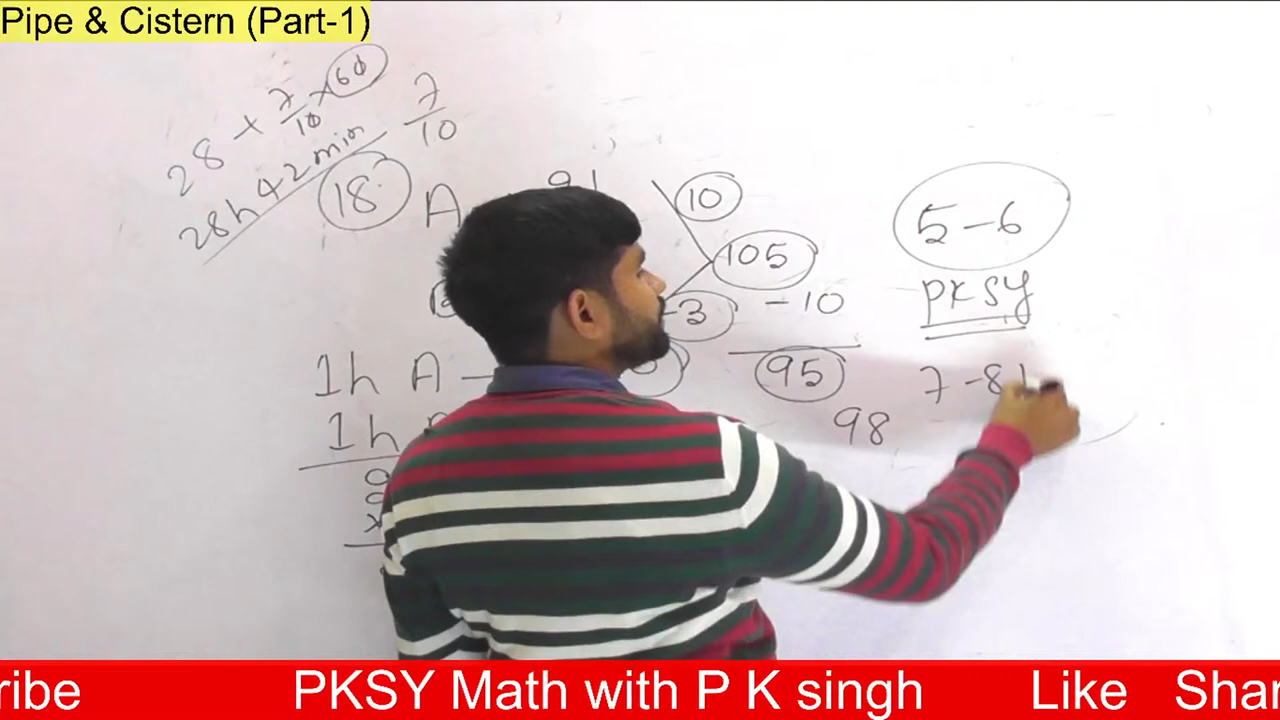 Pipe & Cistern (Part-1)
28 + 7/10 × 60
28h 42 min
7/10
18
A
10
105
5-6
-3
-10
PKSY
1h A -
95
7-8
1h
98
ribe PKSY Math with P K singh Like Shar